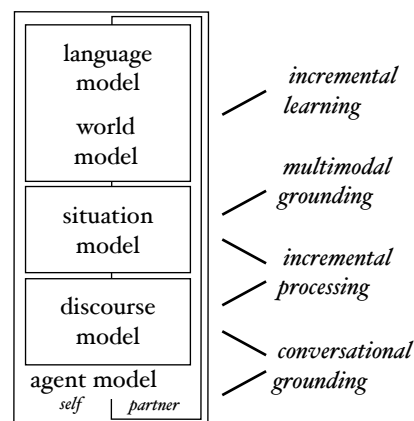 language
model
world
model
situation
model
discourse
model
agent model
self partner
incremental
learning
multimodal
grounding
incremental
processing
conversational
grounding